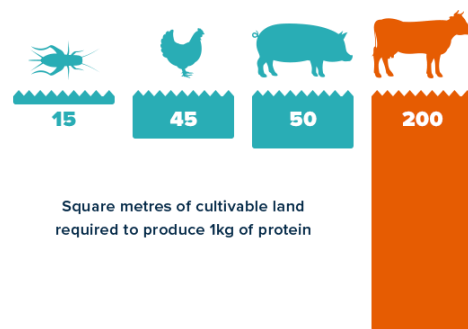 15 45 50 200
Square metres of cultivable land
required to produce 1kg of protein